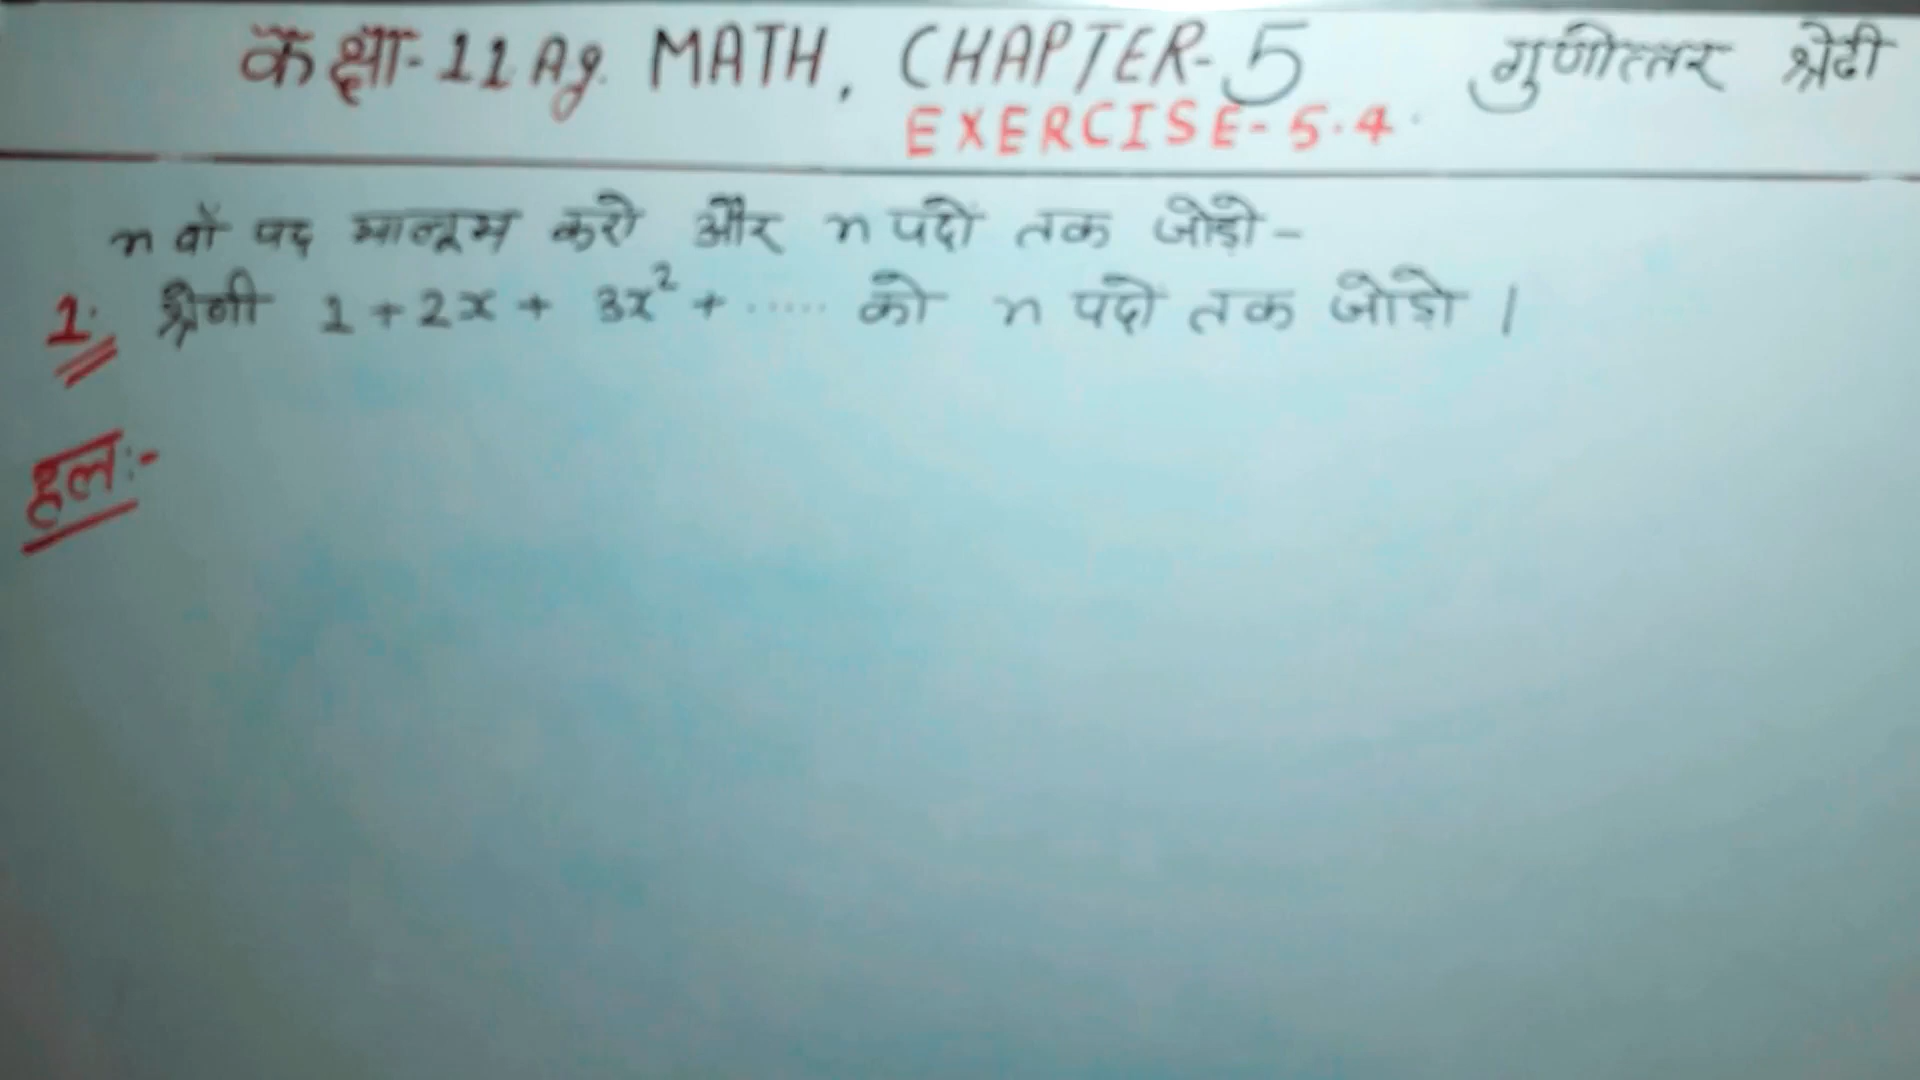 कक्षा-11 Ag. MATH, CHAPTER-5 गुणोत्तर श्रेढी
EXERCISE-5.4.
n वाँ पद मालूम करो और n पदों तक जोड़ो-
1. श्रेणी 1 + 2x + 3x² + ..... को n पदों तक जोड़ो ।
हलः-